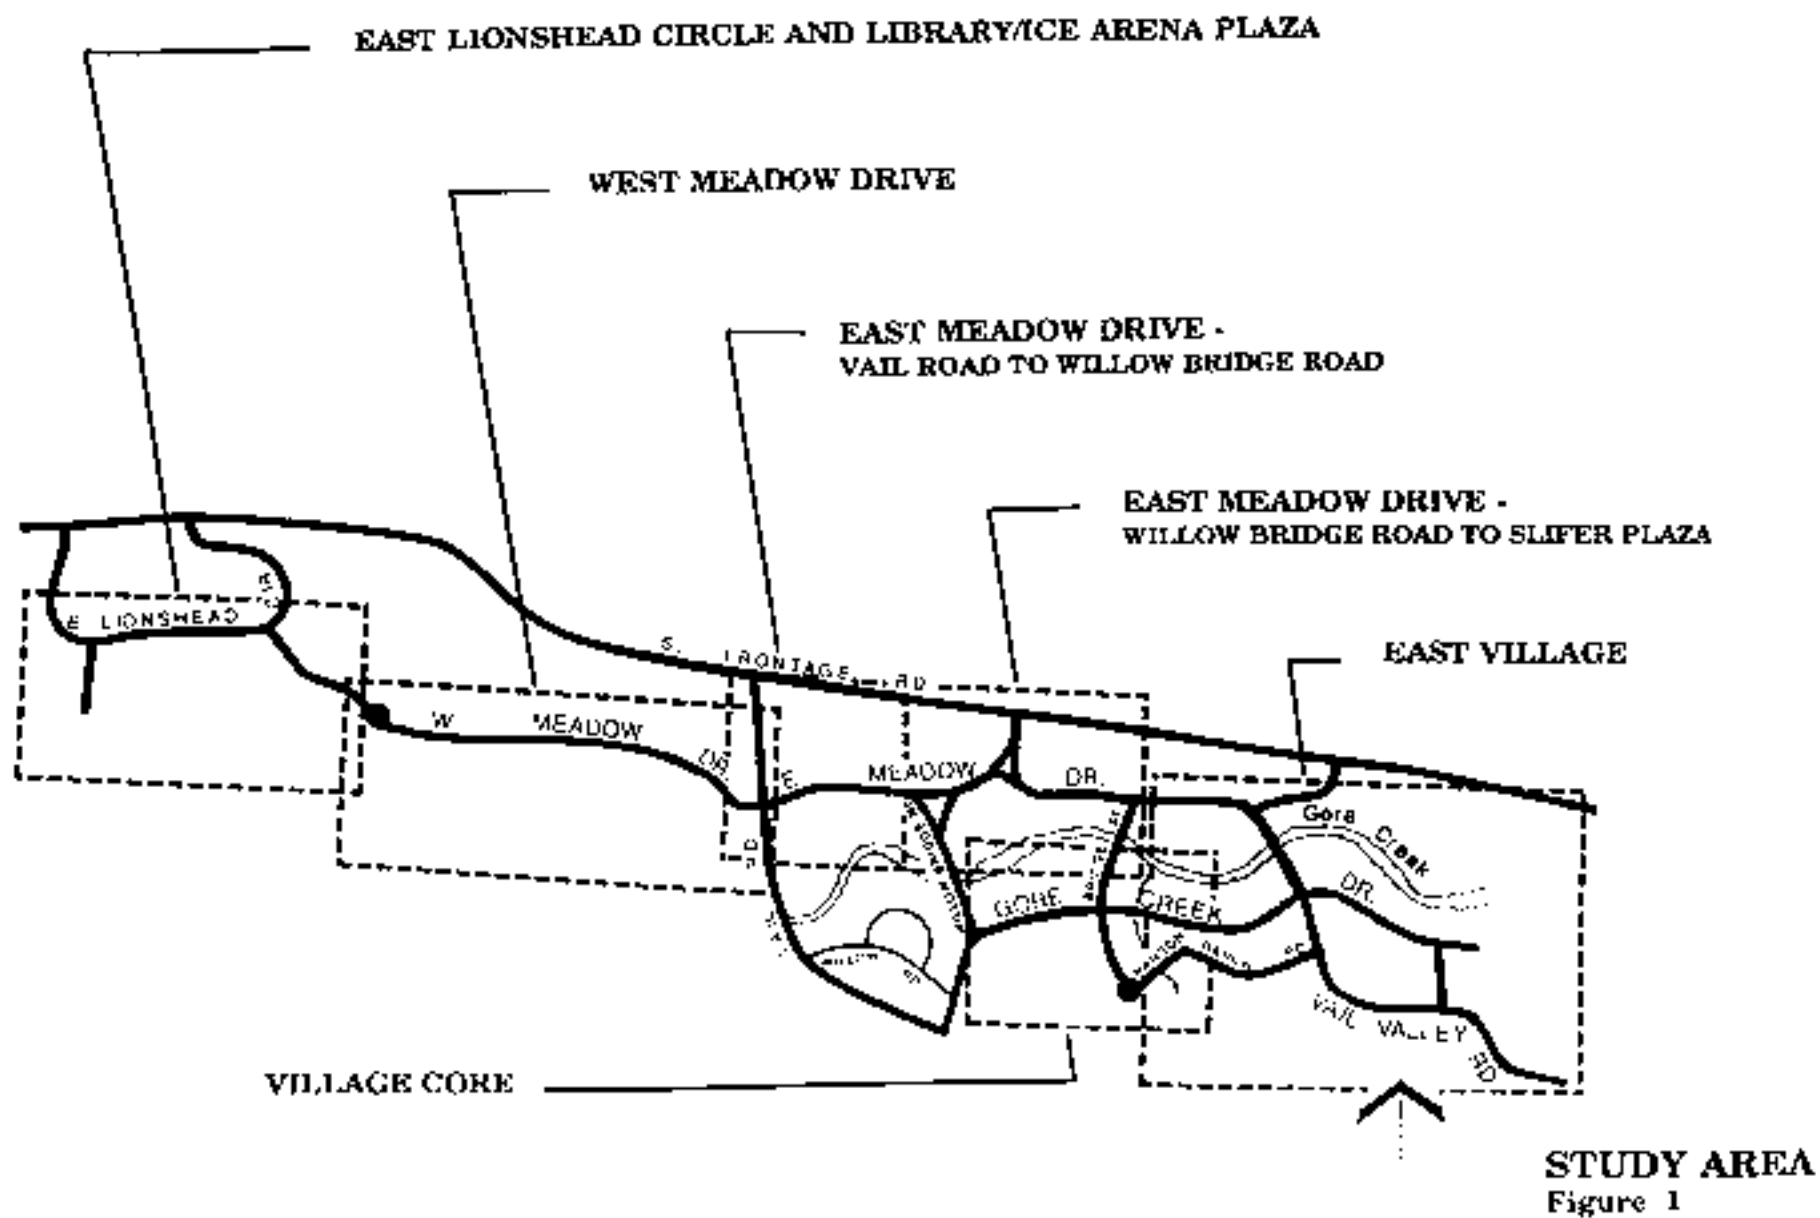 EAST LIONSHEAD CIRCLE AND LIBRARY/ICE ARENA PLAZA
WEST MEADOW DRIVE
EAST MEADOW DRIVE -
VAIL ROAD TO WILLOW BRIDGE ROAD
EAST MEADOW DRIVE -
WILLOW BRIDGE ROAD TO SLIFER PLAZA
EAST VILLAGE
E LIONSHEAD
S. FRONTAGE RD
W MEADOW DR.
E. MEADOW DR.
Gore Creek
GORE CREEK DR.
VAIL VALLEY RD
VILLAGE CORE
STUDY AREA
Figure 1